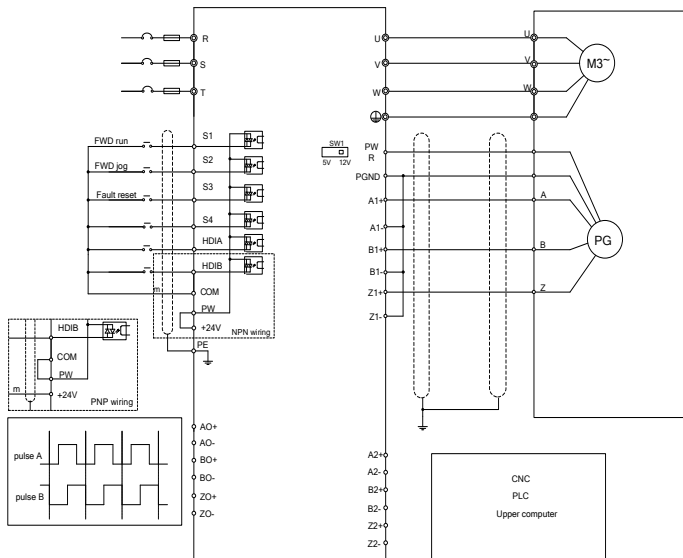 R
S
T
U
V
W
U
V
W
M3~
FWD run
S1
FWD jog
S2
Fault reset
S3
S4
HDIA
HDIB
m
COM
PW
+24V
NPN wiring
PE
SW1
5V 12V
PW
R
PGND
A1+
A1-
B1+
B1-
Z1+
Z1-
A
B
Z
PG
HDIB
COM
PW
m
+24V
PNP wiring
pulse A
pulse B
AO+
AO-
BO+
BO-
ZO+
ZO-
A2+
A2-
B2+
B2-
Z2+
Z2-
CNC
PLC
Upper computer